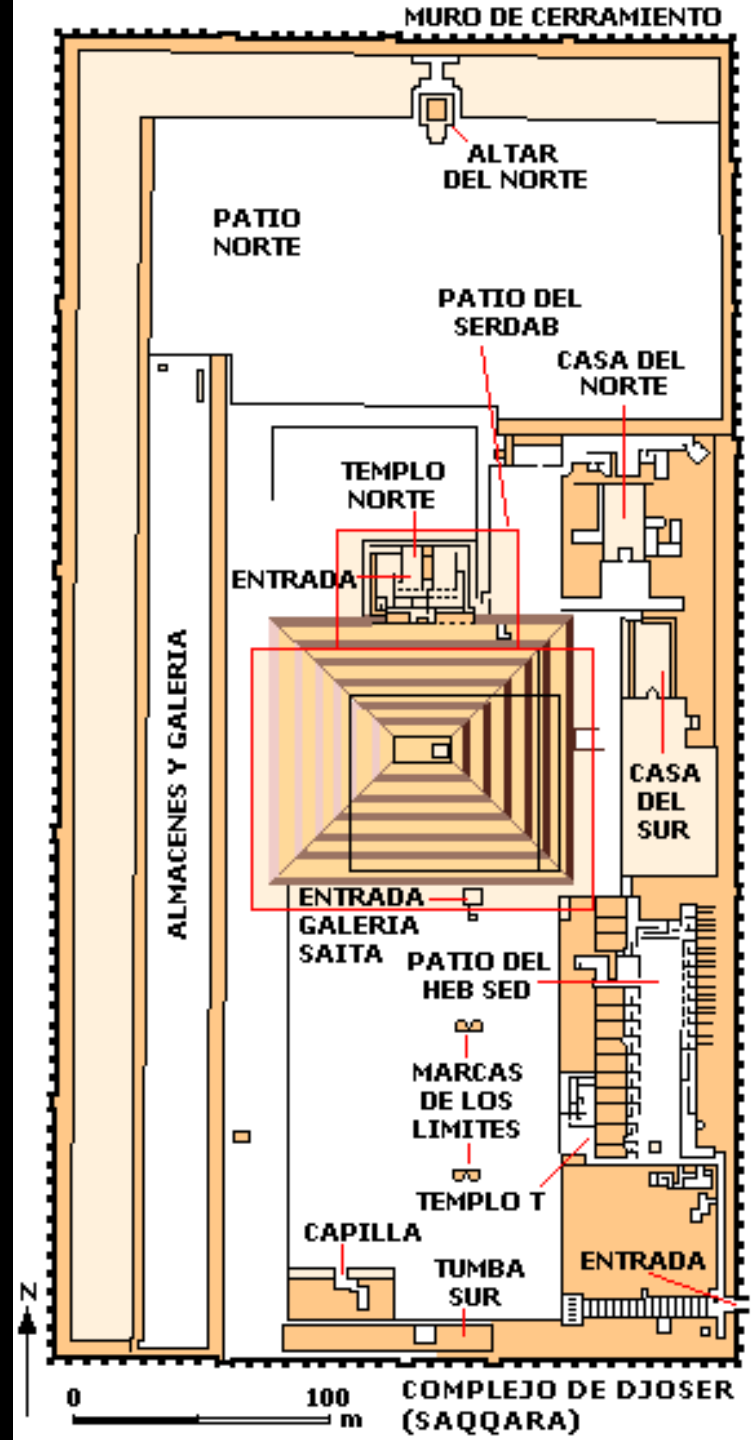 MURO DE CERRAMIENTO
ALTAR
DEL NORTE
PATIO
NORTE
PATIO DEL
SERDAB
CASA DEL
NORTE
TEMPLO
NORTE
ENTRADA
ALMACENES Y GALERIA
CASA
DEL
SUR
ENTRADA
GALERIA
SAITA
PATIO DEL
HEB SED
MARCAS
DE LOS
LIMITES
TEMPLO T
CAPILLA
TUMBA
SUR
ENTRADA
N
0 100
m
COMPLEJO DE DJOSER
(SAQQARA)